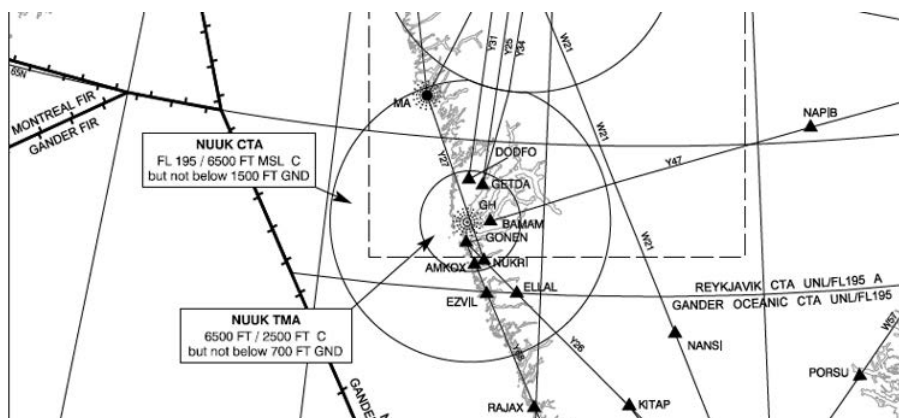 65N
MONTREAL FIR
GANDER FIR
MA
Y31
Y25
Y34
W21
NAPIB
NUUK CTA
FL 195 / 6500 FT MSL C
but not below 1500 FT GND
Y27
DODFO
GETDA
W21
Y47
GH
BAMAM
GONEN
AMKOX
NUKRI
EZVIL
ELLAL
W21
REYKJAVIK CTA UNL/FL195 A
GANDER OCEANIC CTA UNL/FL195
NUUK TMA
6500 FT / 2500 FT C
but not below 700 FT GND
NANSI
W57
Y26
PORSU
RAJAX
KITAP